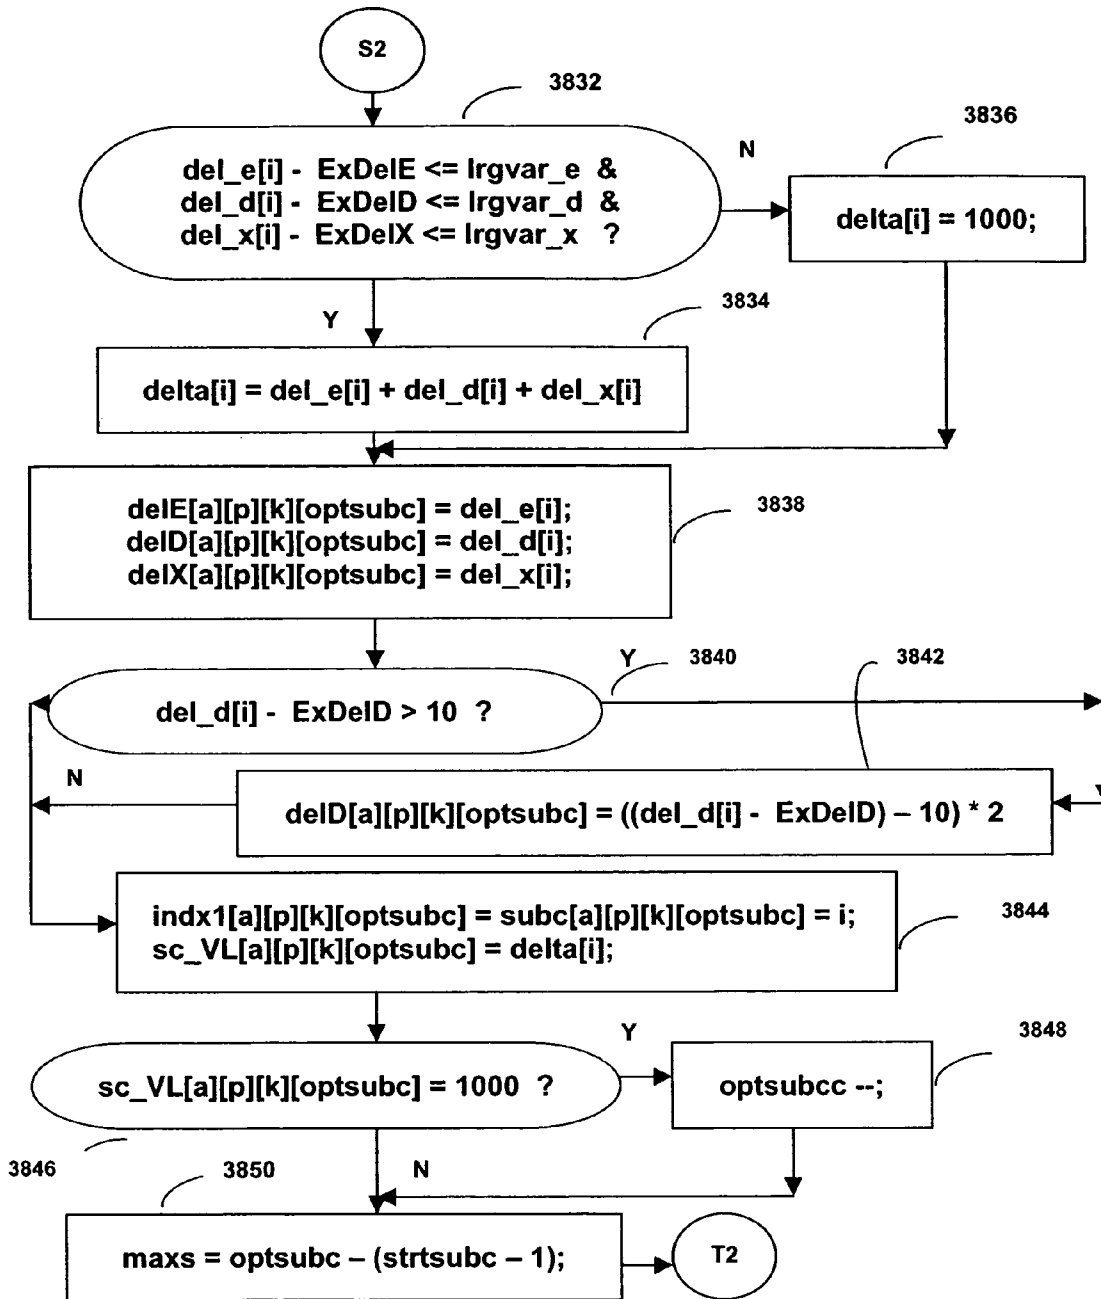 S2
3832
del_e[i] - ExDelE <= lrgvar_e &
del_d[i] - ExDelD <= lrgvar_d &
del_x[i] - ExDelX <= lrgvar_x ?
N
3836
delta[i] = 1000;
Y
3834
delta[i] = del_e[i] + del_d[i] + del_x[i]
delE[a][p][k][optsubc] = del_e[i];
delD[a][p][k][optsubc] = del_d[i];
delX[a][p][k][optsubc] = del_x[i];
3838
del_d[i] - ExDelD > 10 ?
Y
3840
3842
N
delD[a][p][k][optsubc] = ((del_d[i] - ExDelD) – 10) * 2
indx1[a][p][k][optsubc] = subc[a][p][k][optsubc] = i;
sc_VL[a][p][k][optsubc] = delta[i];
3844
sc_VL[a][p][k][optsubc] = 1000 ?
Y
3848
optsubcc --;
3846
3850
N
maxs = optsubc – (strtsubc – 1);
T2